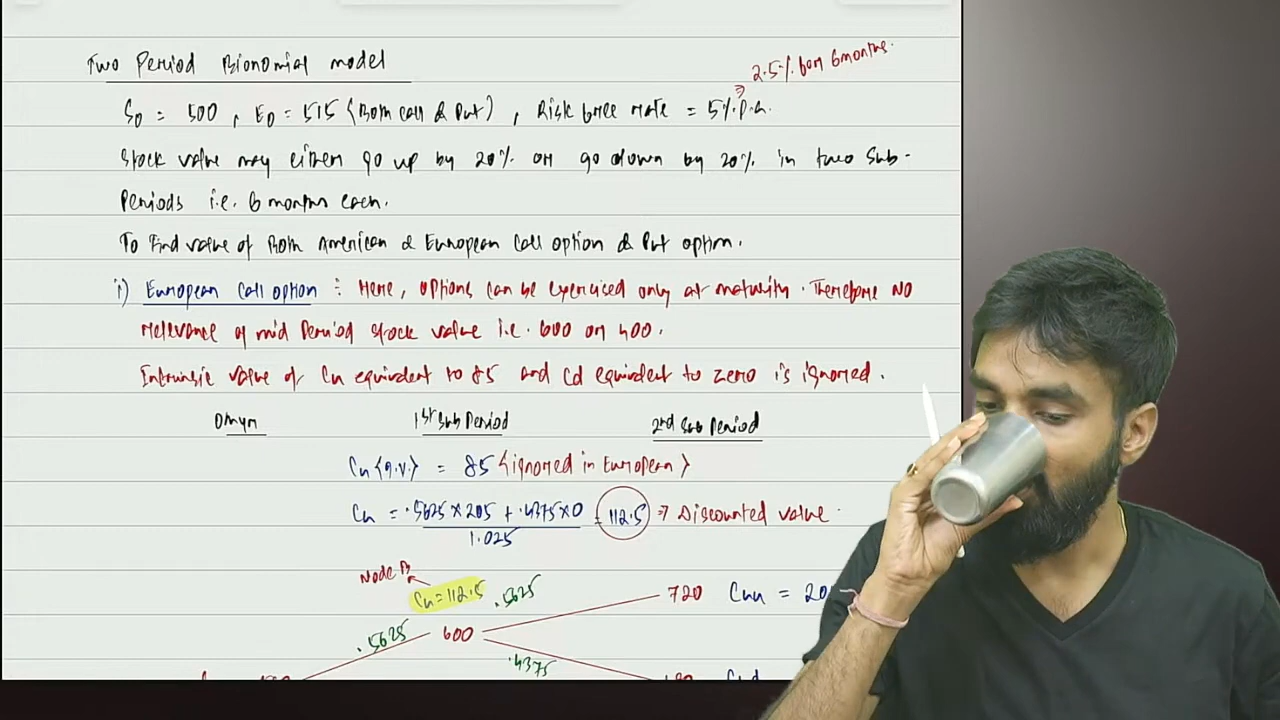 Two Period Bionomial model
2.5% for 6 months.
S0 = 500, E0 = 515 (Both call & Put), Risk free rate = 5% p.a.
Stock value may either go up by 20% or go down by 20% in two Sub-
Periods i.e. 6 months each.
To Find value of Both American & European Call option & Put option.
i) European Call option : Here, options can be exercised only at maturity. Therefore NO
relevance of mid Period stock value i.e. 600 or 400.
Intrinsic value of Cu equivalent to 85 and Cd equivalent to zero is ignored.
0myr 1st Sub Period 2nd Sub Period
Cu = 85 (ignored in European)
Cu = .5625 x 205 + .4375 x 0 = 112.5 → Discounted value.
1.025
Node B
Cu = 112.5 .5625
720 Cuu = 20
.5625 600
.4375